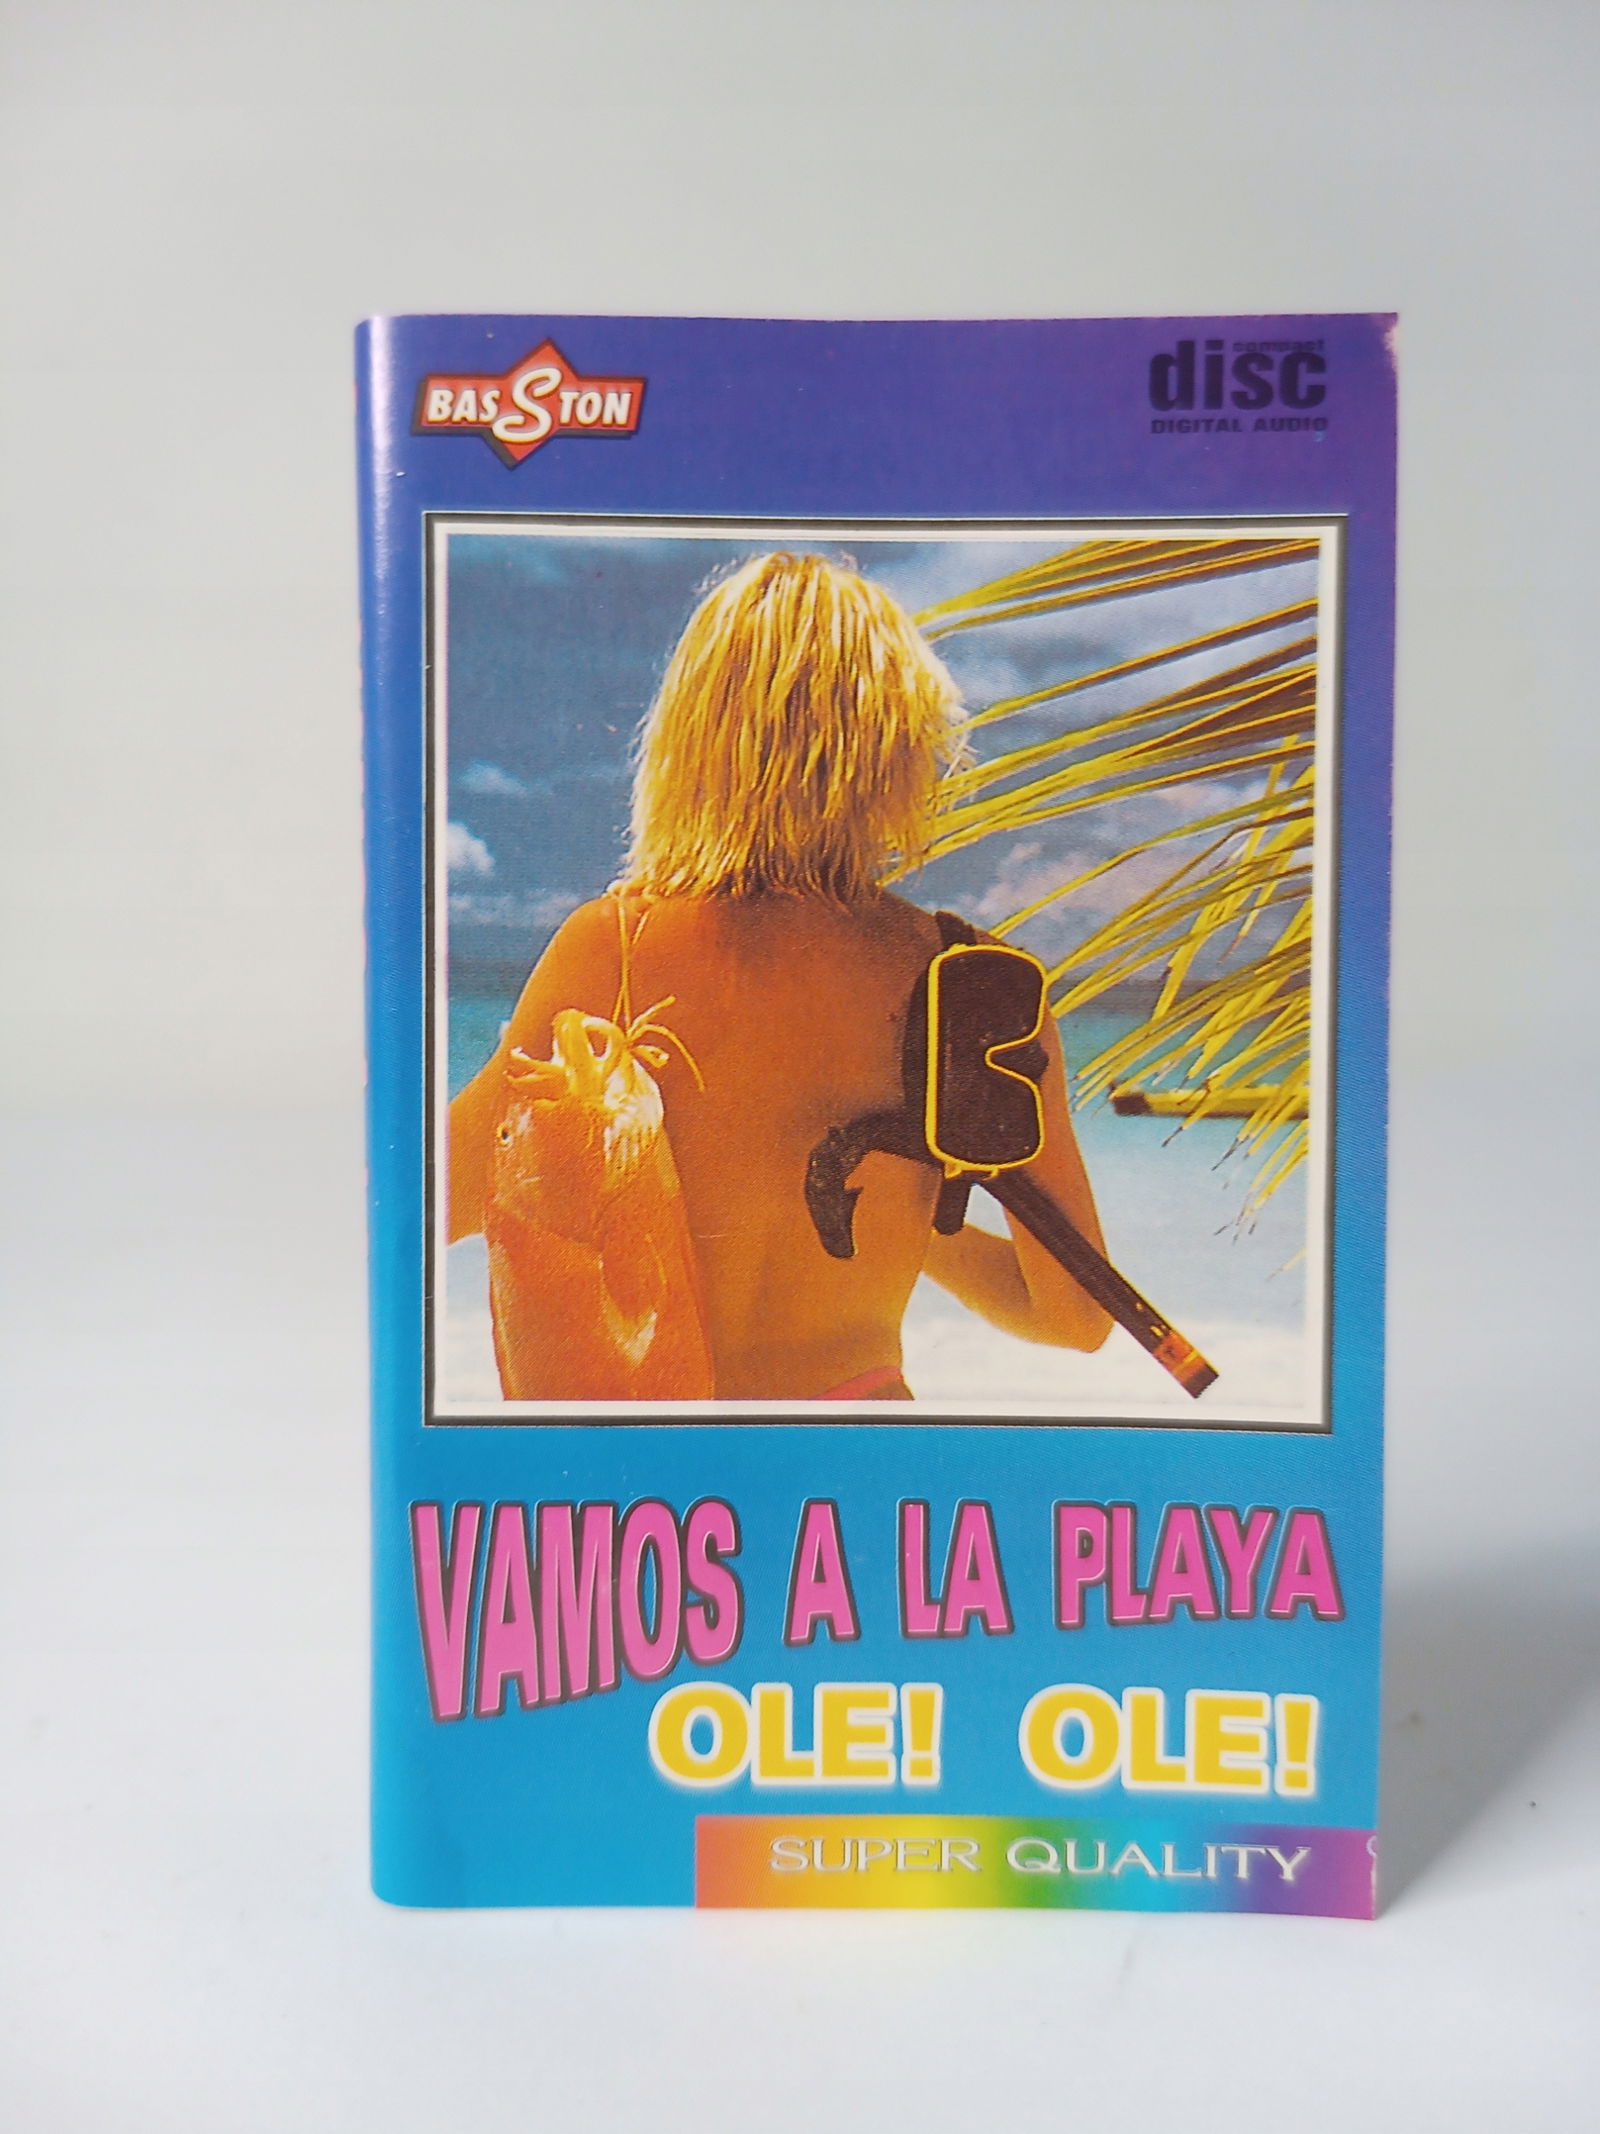 BASSTON
compact
disc
DIGITAL AUDIO
VAMOS A LA PLAYA
OLE! OLE!
SUPER QUALITY